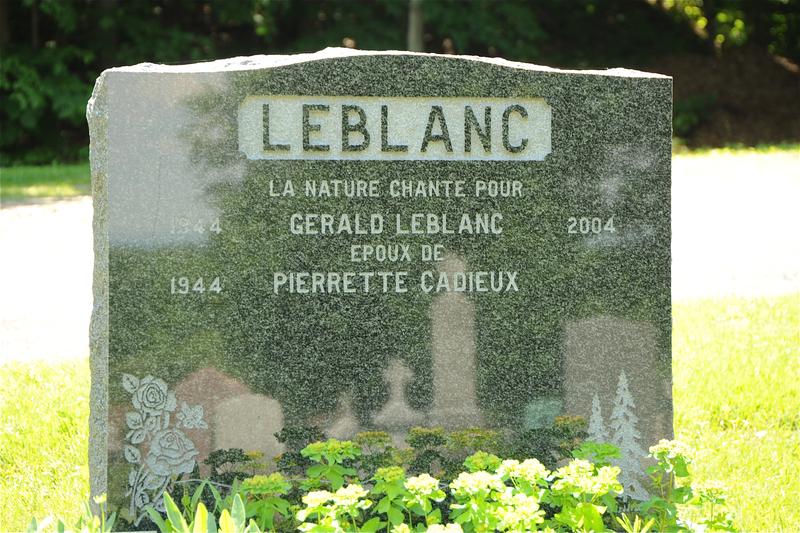 LEBLANC
LA NATURE CHANTE POUR
1944 GERALD LEBLANC 2004
EPOUX DE
1944 PIERRETTE CADIEUX